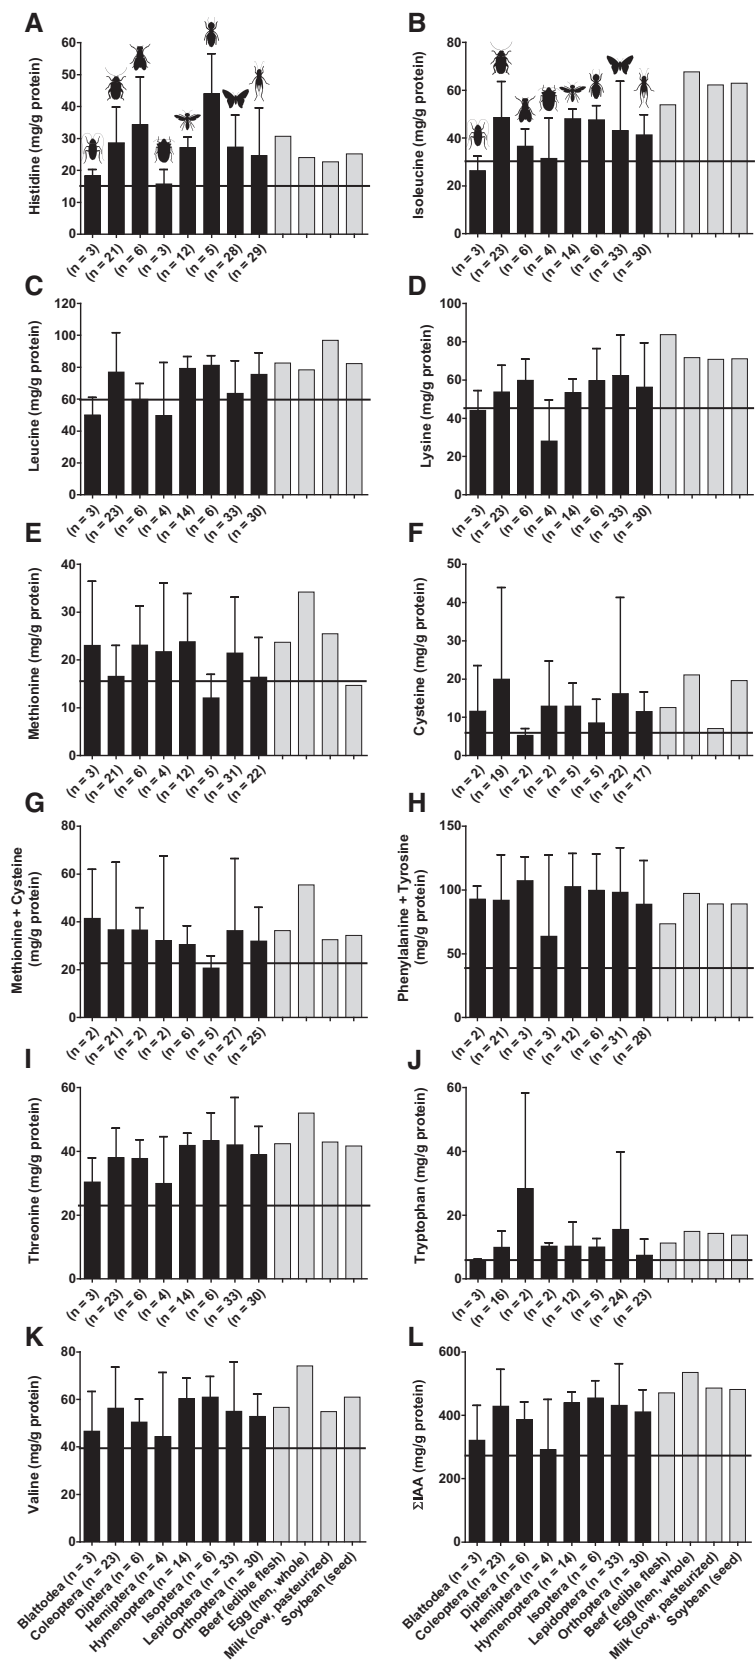 A
Histidine (mg/g protein)
60
50
40
30
20
10
0
(n = 3)
(n = 21)
(n = 6)
(n = 3)
(n = 12)
(n = 5)
(n = 28)
(n = 29)
B
Isoleucine (mg/g protein)
80
60
40
20
0
(n = 3)
(n = 23)
(n = 6)
(n = 4)
(n = 14)
(n = 6)
(n = 33)
(n = 30)
C
Leucine (mg/g protein)
120
100
80
60
40
20
0
(n = 3)
(n = 23)
(n = 6)
(n = 4)
(n = 14)
(n = 6)
(n = 33)
(n = 30)
D
Lysine (mg/g protein)
100
80
60
40
20
0
(n = 3)
(n = 23)
(n = 6)
(n = 4)
(n = 14)
(n = 6)
(n = 33)
(n = 30)
E
Methionine (mg/g protein)
40
30
20
10
0
(n = 3)
(n = 21)
(n = 6)
(n = 4)
(n = 12)
(n = 5)
(n = 31)
(n = 22)
F
Cysteine (mg/g protein)
50
40
30
20
10
0
(n = 2)
(n = 19)
(n = 2)
(n = 2)
(n = 5)
(n = 5)
(n = 22)
(n = 17)
G
Methionine + Cysteine
(mg/g protein)
80
60
40
20
0
(n = 2)
(n = 21)
(n = 2)
(n = 2)
(n = 6)
(n = 5)
(n = 27)
(n = 25)
H
Phenylalanine + Tyrosine
(mg/g protein)
150
100
50
0
(n = 2)
(n = 21)
(n = 3)
(n = 3)
(n = 12)
(n = 6)
(n = 31)
(n = 28)
I
Threonine (mg/g protein)
60
40
20
0
(n = 3)
(n = 23)
(n = 6)
(n = 4)
(n = 14)
(n = 6)
(n = 33)
(n = 30)
J
Tryptophan (mg/g protein)
60
40
20
0
(n = 3)
(n = 16)
(n = 2)
(n = 2)
(n = 12)
(n = 5)
(n = 24)
(n = 23)
K
Valine (mg/g protein)
80
60
40
20
0
Blattodea (n = 3)
Coleoptera (n = 23)
Diptera (n = 6)
Hemiptera (n = 4)
Hymenoptera (n = 14)
Isoptera (n = 6)
Lepidoptera (n = 33)
Orthoptera (n = 30)
Beef (edible flesh)
Egg (hen, whole)
Milk (cow, pasteurized)
Soybean (seed)
L
ΣIAA (mg/g protein)
600
400
200
0
Blattodea (n = 3)
Coleoptera (n = 23)
Diptera (n = 6)
Hemiptera (n = 4)
Hymenoptera (n = 14)
Isoptera (n = 6)
Lepidoptera (n = 33)
Orthoptera (n = 30)
Beef (edible flesh)
Egg (hen, whole)
Milk (cow, pasteurized)
Soybean (seed)